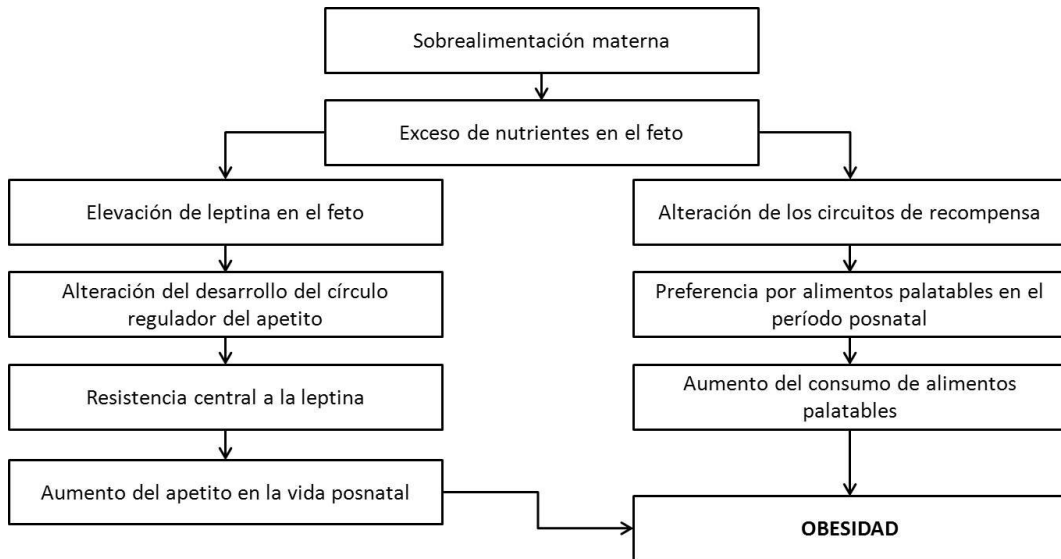 Sobrealimentación materna
Exceso de nutrientes en el feto
Elevación de leptina en el feto
Alteración del desarrollo del círculo
regulador del apetito
Resistencia central a la leptina
Aumento del apetito en la vida posnatal
Alteración de los circuitos de recompensa
Preferencia por alimentos palatables en el
período posnatal
Aumento del consumo de alimentos
palatables
OBESIDAD